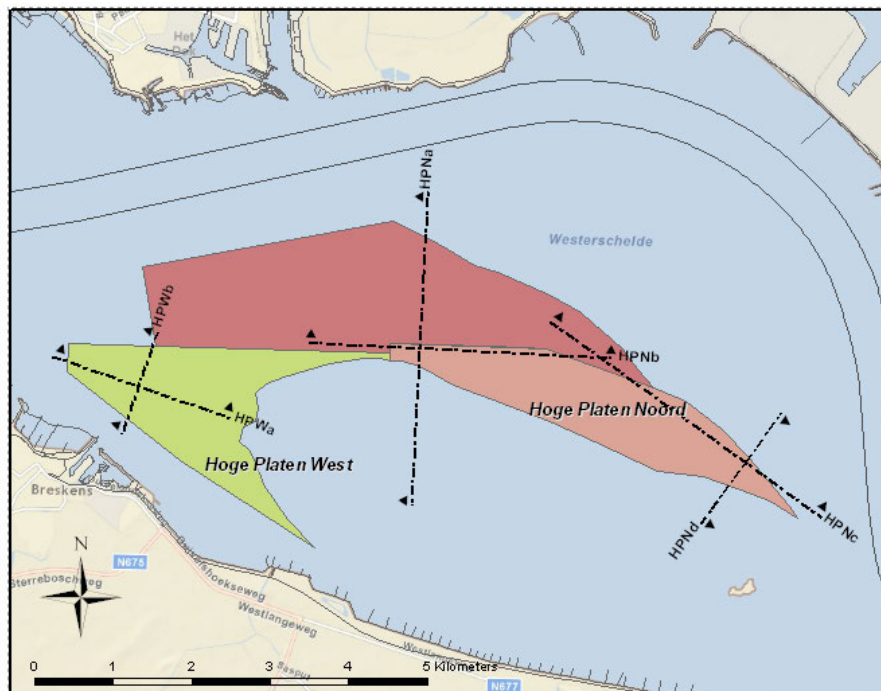 Het
Dok
HPNa
Westerschelde
HPWb
HPNb
Hoge Platen Noord
HPWa
Hoge Platen West
Breskens
HPNc
HPNd
N
N675
Westlangeweg
0 1 2 3 4 5 Kilometers
N677